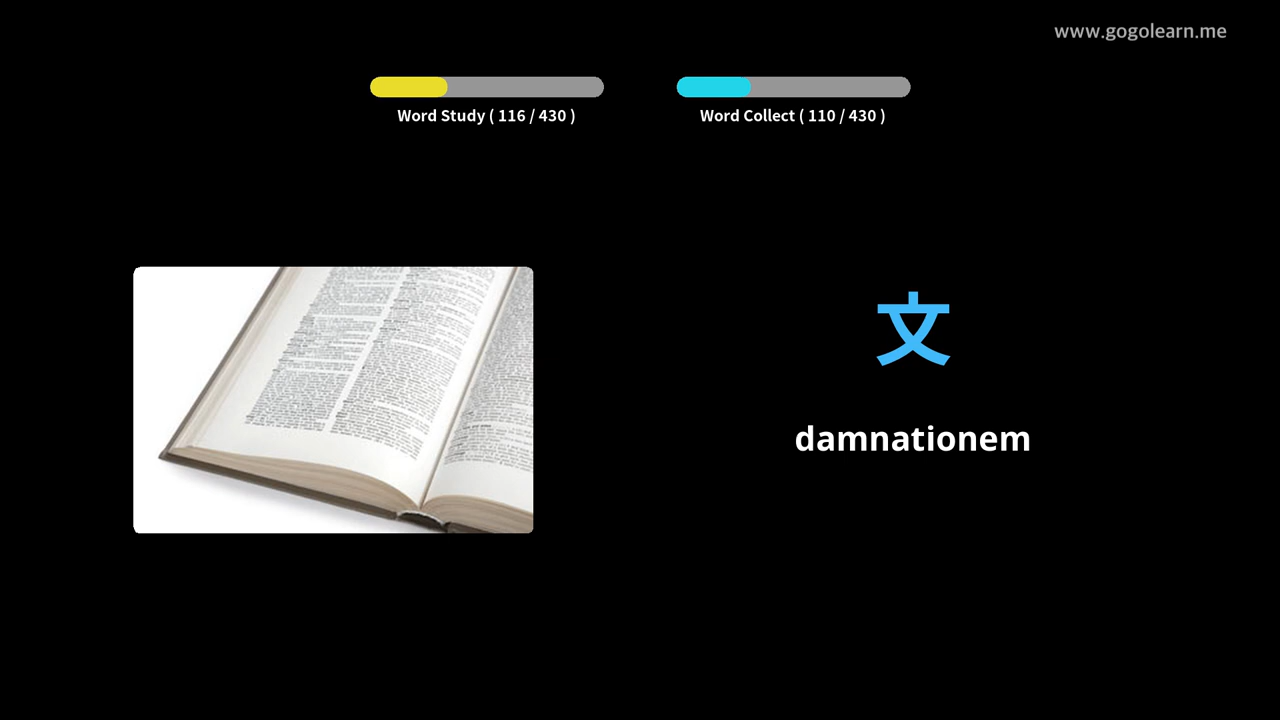 www.gogolearn.me
Word Study ( 116 / 430 )
Word Collect ( 110 / 430 )
文
damnationem